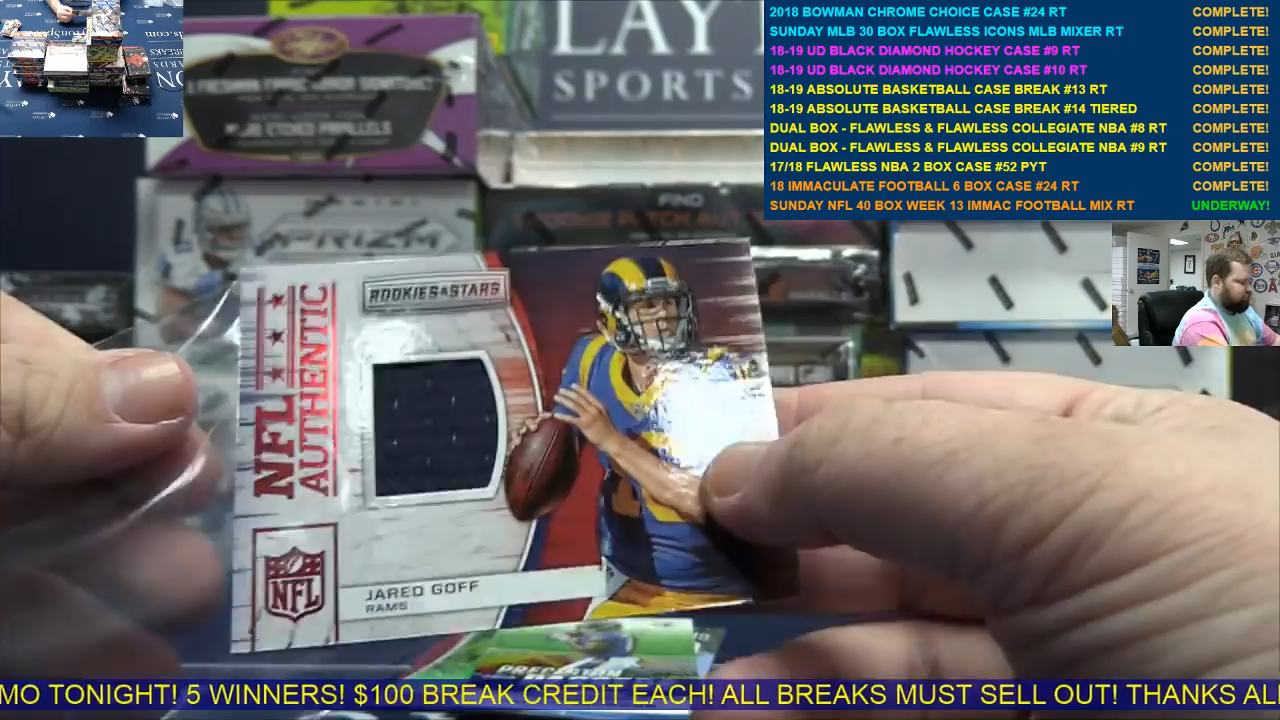 2018 BOWMAN CHROME CHOICE CASE #24 RT COMPLETE!
SUNDAY MLB 30 BOX FLAWLESS ICONS MLB MIXER RT COMPLETE!
18-19 UD BLACK DIAMOND HOCKEY CASE #9 RT COMPLETE!
18-19 UD BLACK DIAMOND HOCKEY CASE #10 RT COMPLETE!
18-19 ABSOLUTE BASKETBALL CASE BREAK #13 RT COMPLETE!
18-19 ABSOLUTE BASKETBALL CASE BREAK #14 TIERED COMPLETE!
DUAL BOX - FLAWLESS & FLAWLESS COLLEGIATE NBA #8 RT COMPLETE!
DUAL BOX - FLAWLESS & FLAWLESS COLLEGIATE NBA #9 RT COMPLETE!
17/18 FLAWLESS NBA 2 BOX CASE #52 PYT COMPLETE!
18 IMMACULATE FOOTBALL 6 BOX CASE #24 RT COMPLETE!
SUNDAY NFL 40 BOX WEEK 13 IMMAC FOOTBALL MIX RT UNDERWAY!
LAY
SPORTS
PARALLELS
FIND
PRIZM
ROOKIES & STARS
NFL
AUTHENTIC
NFL
JARED GOFF
RAMS
MO TONIGHT! 5 WINNERS! $100 BREAK CREDIT EACH! ALL BREAKS MUST SELL OUT! THANKS AL